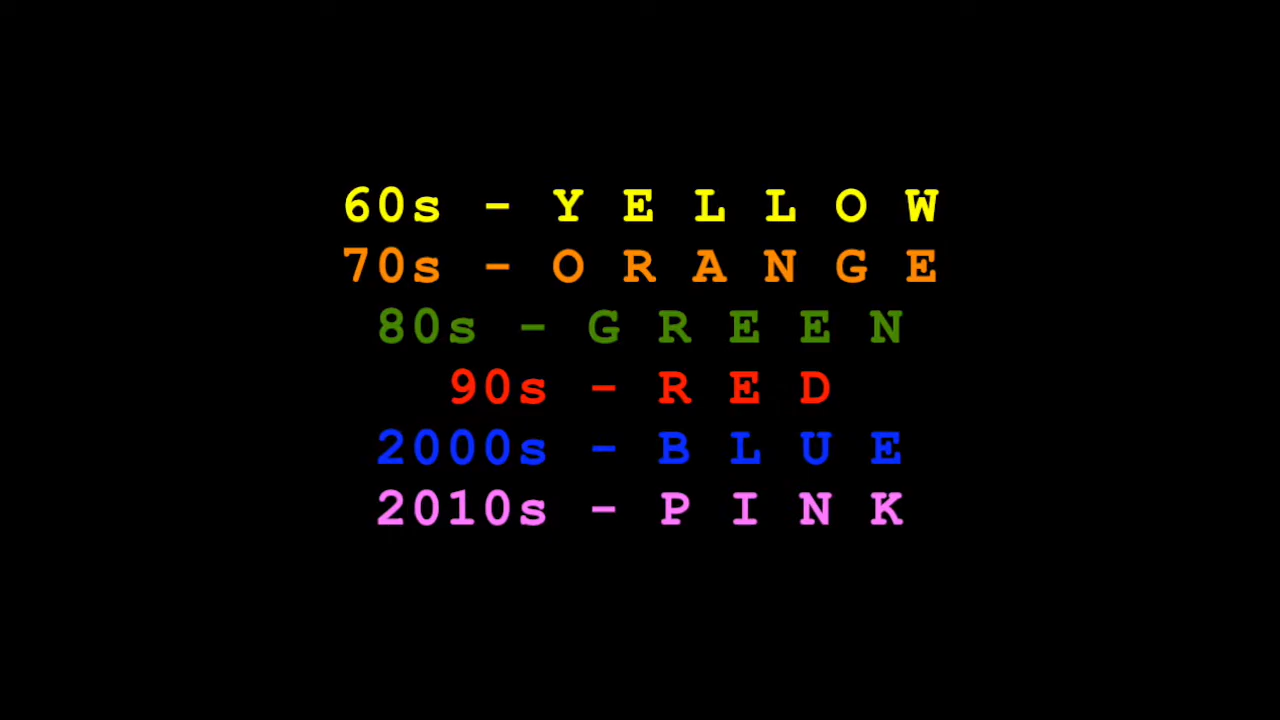 60s - Y E L L O W
70s - O R A N G E
80s - G R E E N
90s - R E D
2000s - B L U E
2010s - P I N K